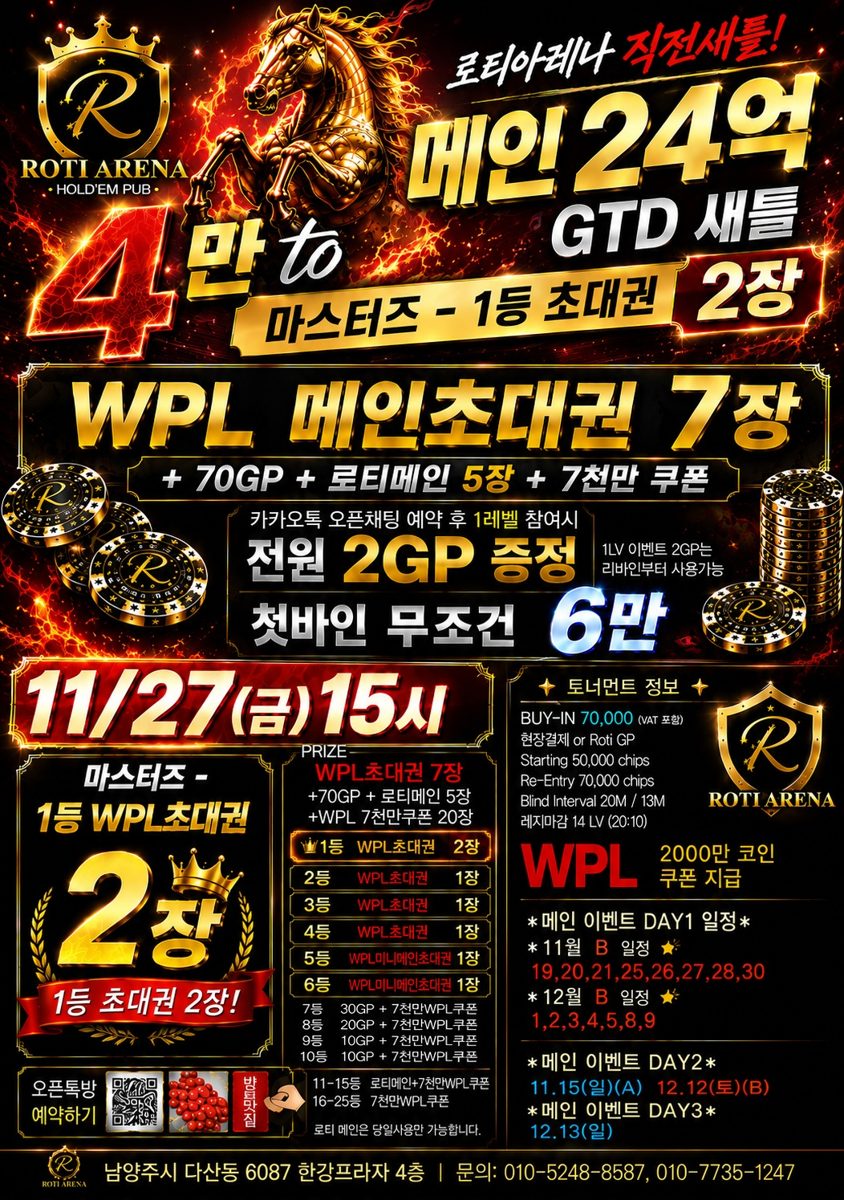 R
ROTI ARENA
· HOLD'EM PUB ·
로티아레나 직전새틀!
메인 24억
GTD 새틀
4만 to
마스터즈 - 1등 초대권 2장
WPL 메인초대권 7장
+ 70GP + 로티메인 5장 + 7천만 쿠폰
카카오톡 오픈채팅 예약 후 1레벨 참여시
전원 2GP 증정
1LV 이벤트 2GP는
리바인부터 사용가능
첫바인 무조건 6만
R
R
R
R
11/27(금) 15시
마스터즈 -
1등 WPL초대권
2장
1등 초대권 2장!
PRIZE
WPL초대권 7장
+70GP + 로티메인 5장
+WPL 7천만쿠폰 20장
1등 WPL초대권 2장
2등 WPL초대권 1장
3등 WPL초대권 1장
4등 WPL초대권 1장
5등 WPL미니메인초대권 1장
6등 WPL미니메인초대권 1장
7등 30GP + 7천만WPL쿠폰
8등 20GP + 7천만WPL쿠폰
9등 10GP + 7천만WPL쿠폰
10등 10GP + 7천만WPL쿠폰
11-15등 로티메인+7천만WPL쿠폰
16-25등 7천만WPL쿠폰
로티 메인은 당일사용만 가능합니다.
토너먼트 정보
BUY-IN 70,000 (VAT 포함)
현장결제 or Roti GP
Starting 50,000 chips
Re-Entry 70,000 chips
Blind Interval 20M / 13M
레지마감 14 LV (20:10)
R
ROTI ARENA
WPL 2000만 코인
쿠폰 지급
*메인 이벤트 DAY1 일정*
*11월 B 일정
19,20,21,25,26,27,28,30
*12월 B 일정
1,2,3,4,5,8,9
*메인 이벤트 DAY2*
11.15(일)(A) 12.12(토)(B)
*메인 이벤트 DAY3*
12.13(일)
오픈톡방
예약하기
R
ROTI ARENA
남양주시 다산동 6087 한강프라자 4층 | 문의: 010-5248-8587, 010-7735-1247